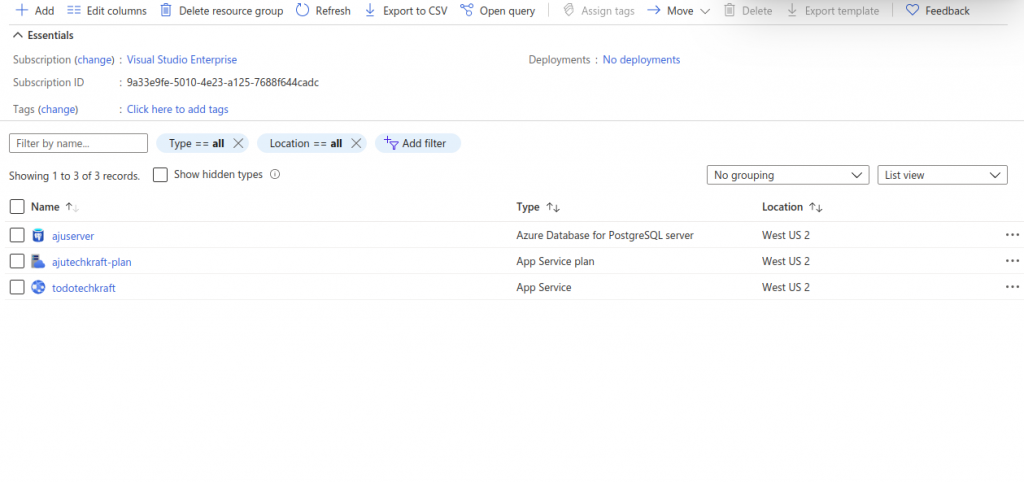 Add Edit columns Delete resource group Refresh Export to CSV Open query Assign tags Move Delete Export template Feedback
Essentials
Subscription (change) : Visual Studio Enterprise Deployments : No deployments
Subscription ID : 9a33e9fe-5010-4e23-a125-7688f644cadc
Tags (change) : Click here to add tags
Filter by name... Type == all Location == all Add filter
Showing 1 to 3 of 3 records. Show hidden types No grouping List view
Name Type Location
ajuserver Azure Database for PostgreSQL server West US 2
ajutechkraft-plan App Service plan West US 2
todotechkraft App Service West US 2